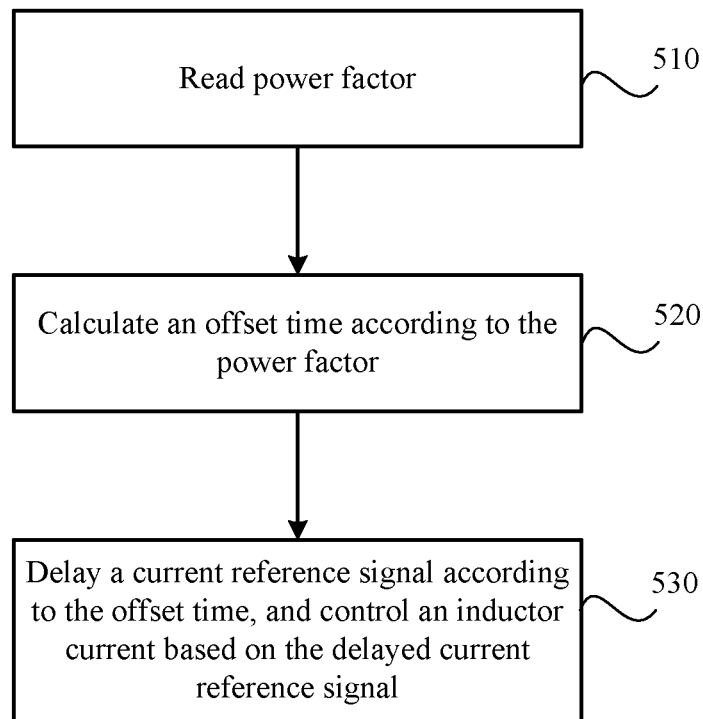 Read power factor
510
Calculate an offset time according to the
power factor
520
Delay a current reference signal according
to the offset time, and control an inductor
current based on the delayed current
reference signal
530